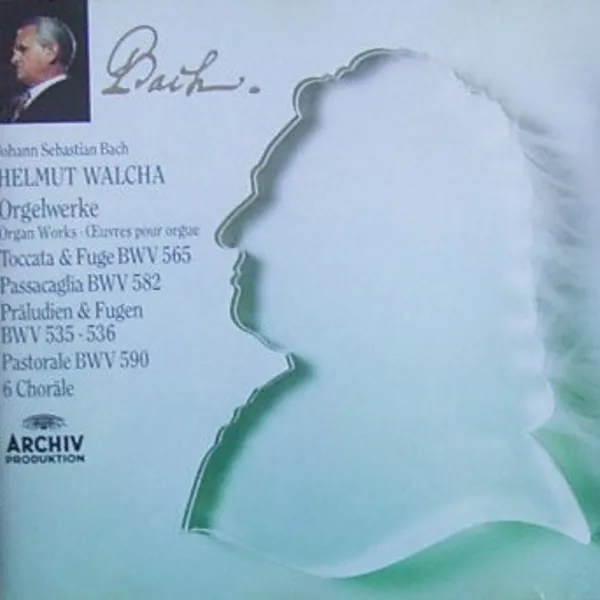 Bach.
Johann Sebastian Bach
HELMUT WALCHA
Orgelwerke
Organ Works · Œuvres pour orgue
Toccata & Fuge BWV 565
Passacaglia BWV 582
Präludien & Fugen
BWV 535 · 536
Pastorale BWV 590
6 Choräle
ARCHIV
PRODUKTION